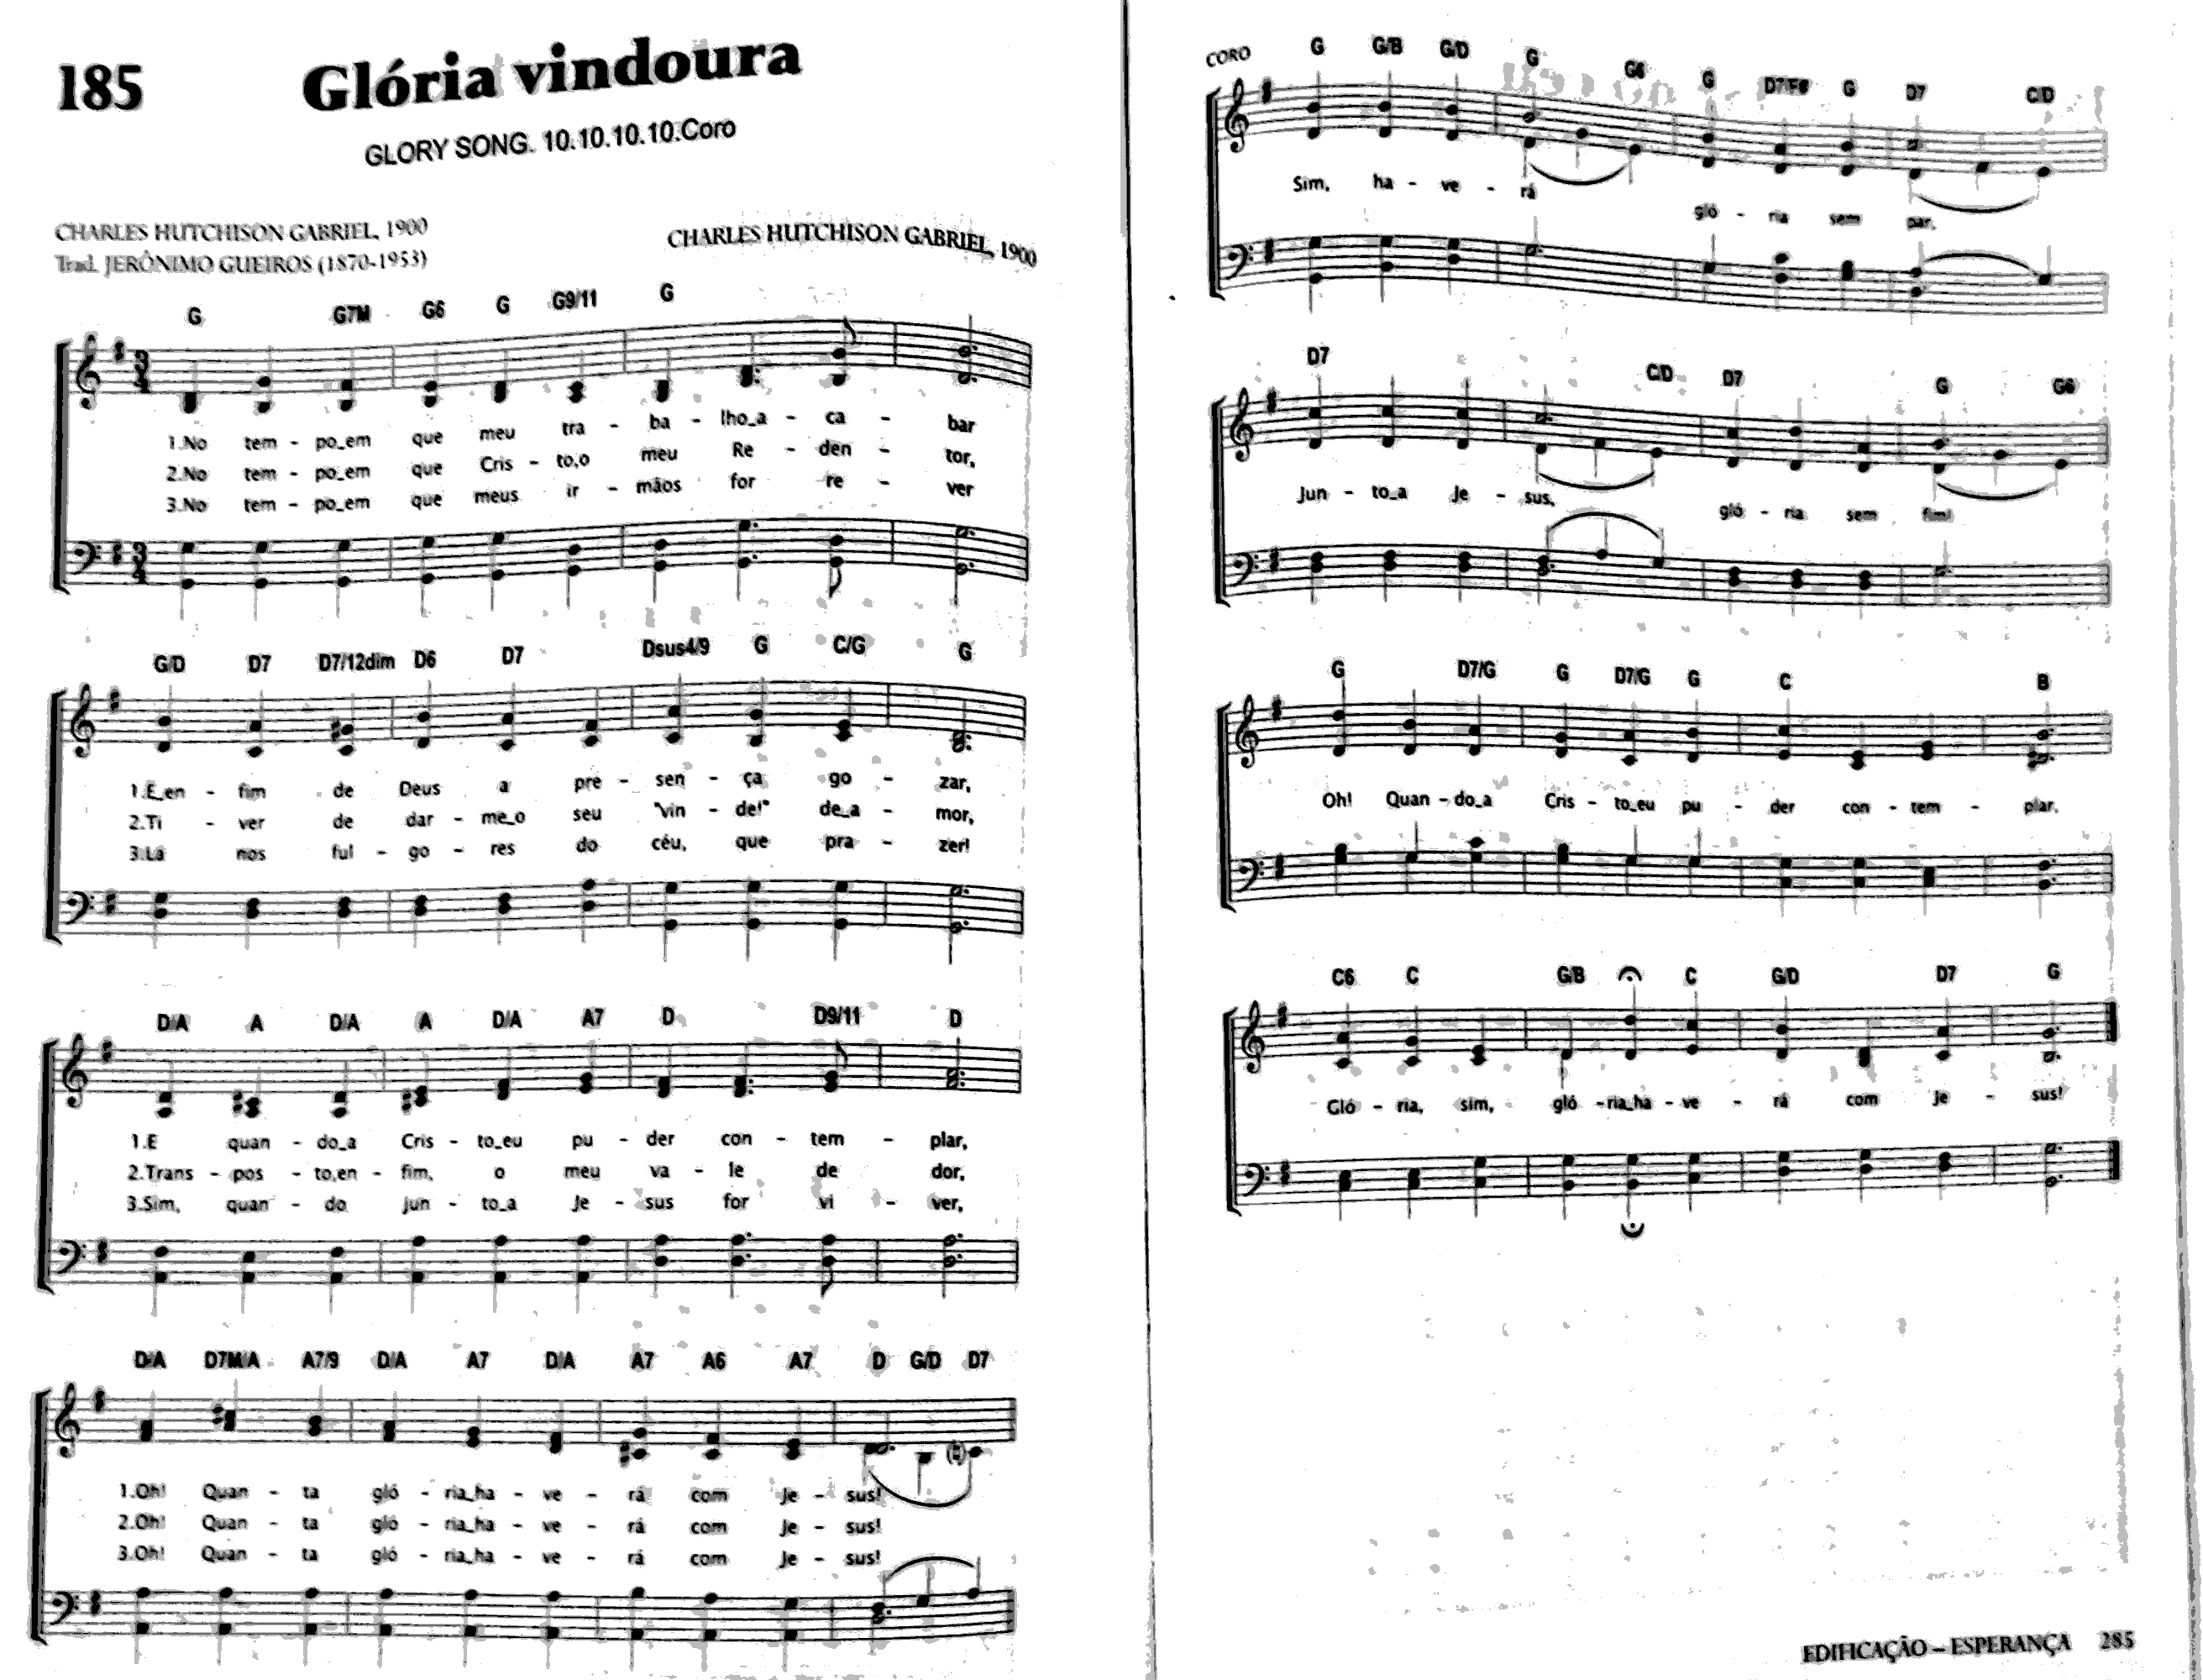 185 Glória vindoura
GLORY SONG. 10.10.10.10.Coro
CHARLES HUTCHISON GABRIEL, 1900
Trad. JERÔNIMO GUEIROS (1870-1953)
CHARLES HUTCHISON GABRIEL, 1900
G G7M G6 G G9/11 G
1.No tem - po_em que meu tra - ba - lho_a - ca - bar
2.No tem - po_em que Cris - to,o meu Re - den - tor,
3.No tem - po_em que meus ir - mãos for re - ver
G/D D7 D7/12dim D6 D7 Dsus4/9 G C/G G
1.E_en - fim de Deus a pre - sen - ça go - zar,
2.Ti - ver de dar - me_o seu "vin - de!" de_a - mor,
3.Lá nos ful - go - res do céu, que pra - zer!
D/A A D/A A D/A A7 D D9/11 D
1.E quan - do_a Cris - to_eu pu - der con - tem - plar,
2.Trans - pos - to,en - fim, o meu va - le de dor,
3.Sim, quan - do jun - to_a Je - sus for vi - ver,
D/A D7M/A A7/9 D/A A7 D/A A7 A6 A7 D G/D D7
1.Oh! Quan - ta gló - ria_ha - ve - rá com Je - sus!
2.Oh! Quan - ta gló - ria_ha - ve - rá com Je - sus!
3.Oh! Quan - ta gló - ria_ha - ve - rá com Je - sus!
CORO G G/B G/D G G6 G D7/F# G D7 C/D
Sim, ha - ve - rá gló - ria sem par,
D7 C/D D7 G G6
Jun - to_a Je - sus, gló - ria sem fim!
G D7/G G D7/G G C B
Oh! Quan - do_a Cris - to_eu pu - der con - tem - plar,
C6 C G/B C G/D D7 G
Gló - ria, sim, gló - ria_ha - ve - rá com Je - sus!
EDIFICAÇÃO – ESPERANÇA 285